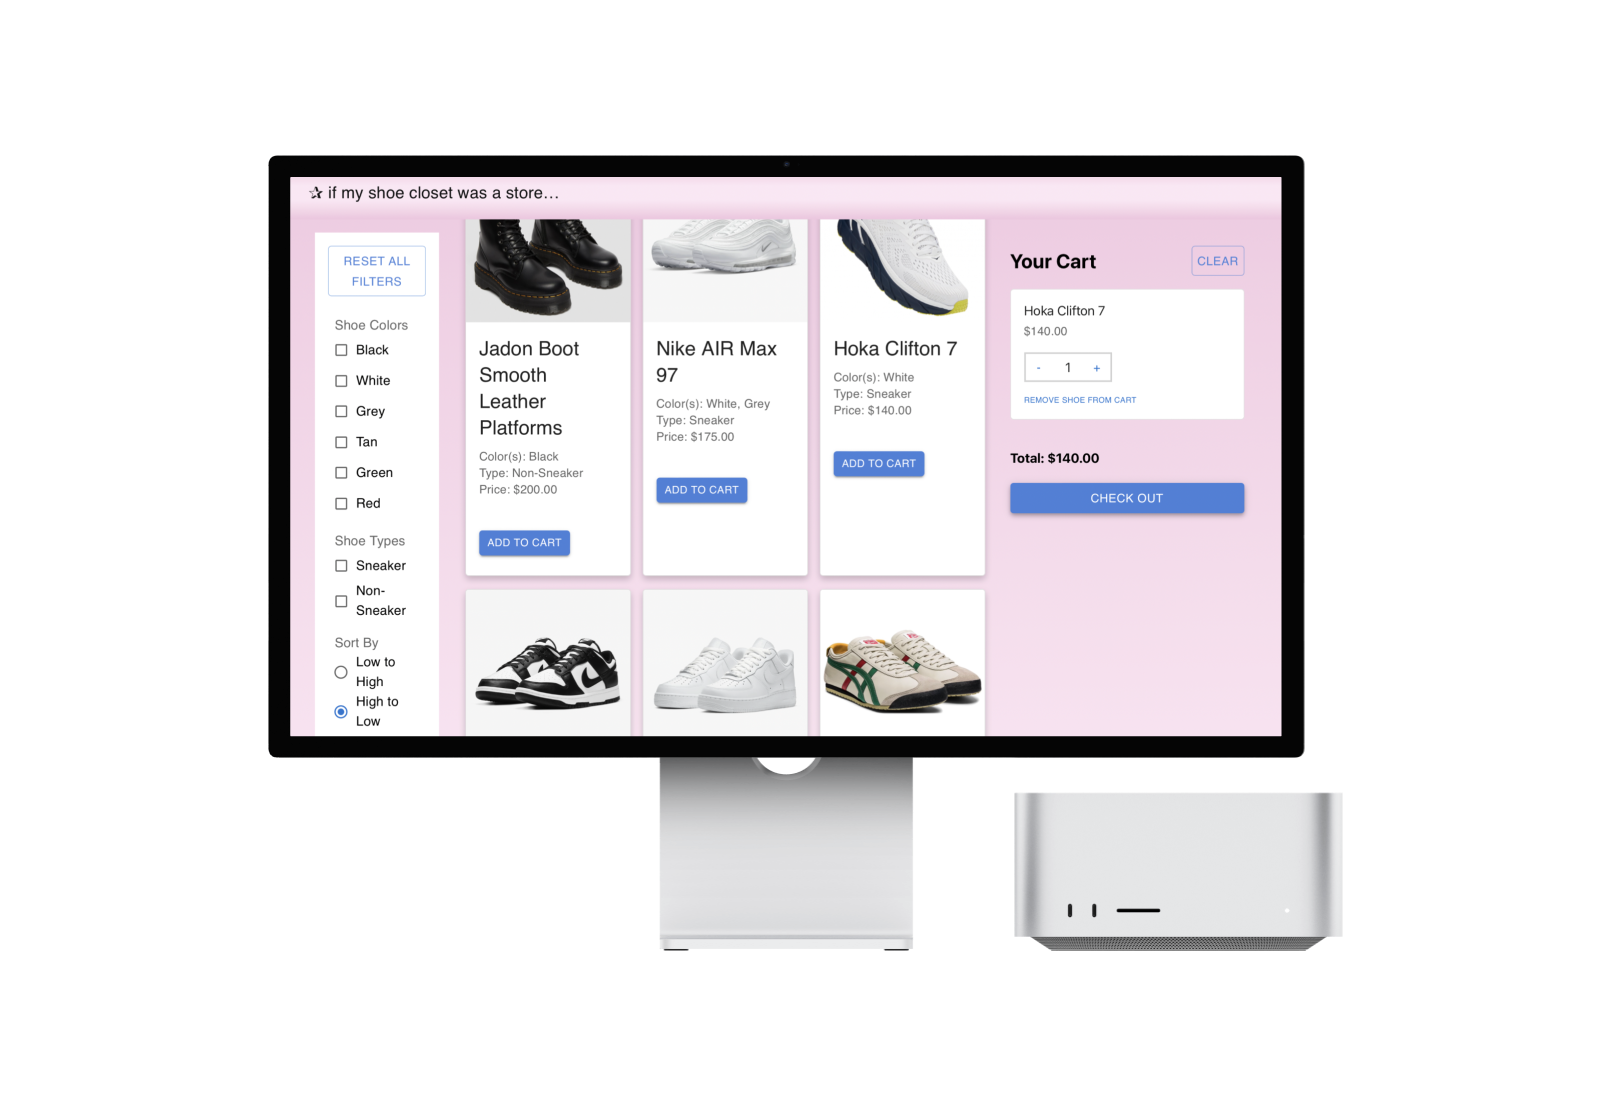 ✰ if my shoe closet was a store...
RESET ALL
FILTERS
Shoe Colors
Black
White
Grey
Tan
Green
Red
Shoe Types
Sneaker
Non-
Sneaker
Sort By
Low to
High
High to
Low
Jadon Boot
Smooth
Leather
Platforms
Color(s): Black
Type: Non-Sneaker
Price: $200.00
ADD TO CART
Nike AIR Max
97
Color(s): White, Grey
Type: Sneaker
Price: $175.00
ADD TO CART
Hoka Clifton 7
Color(s): White
Type: Sneaker
Price: $140.00
ADD TO CART
Your Cart
CLEAR
Hoka Clifton 7
$140.00
- 1 +
REMOVE SHOE FROM CART
Total: $140.00
CHECK OUT